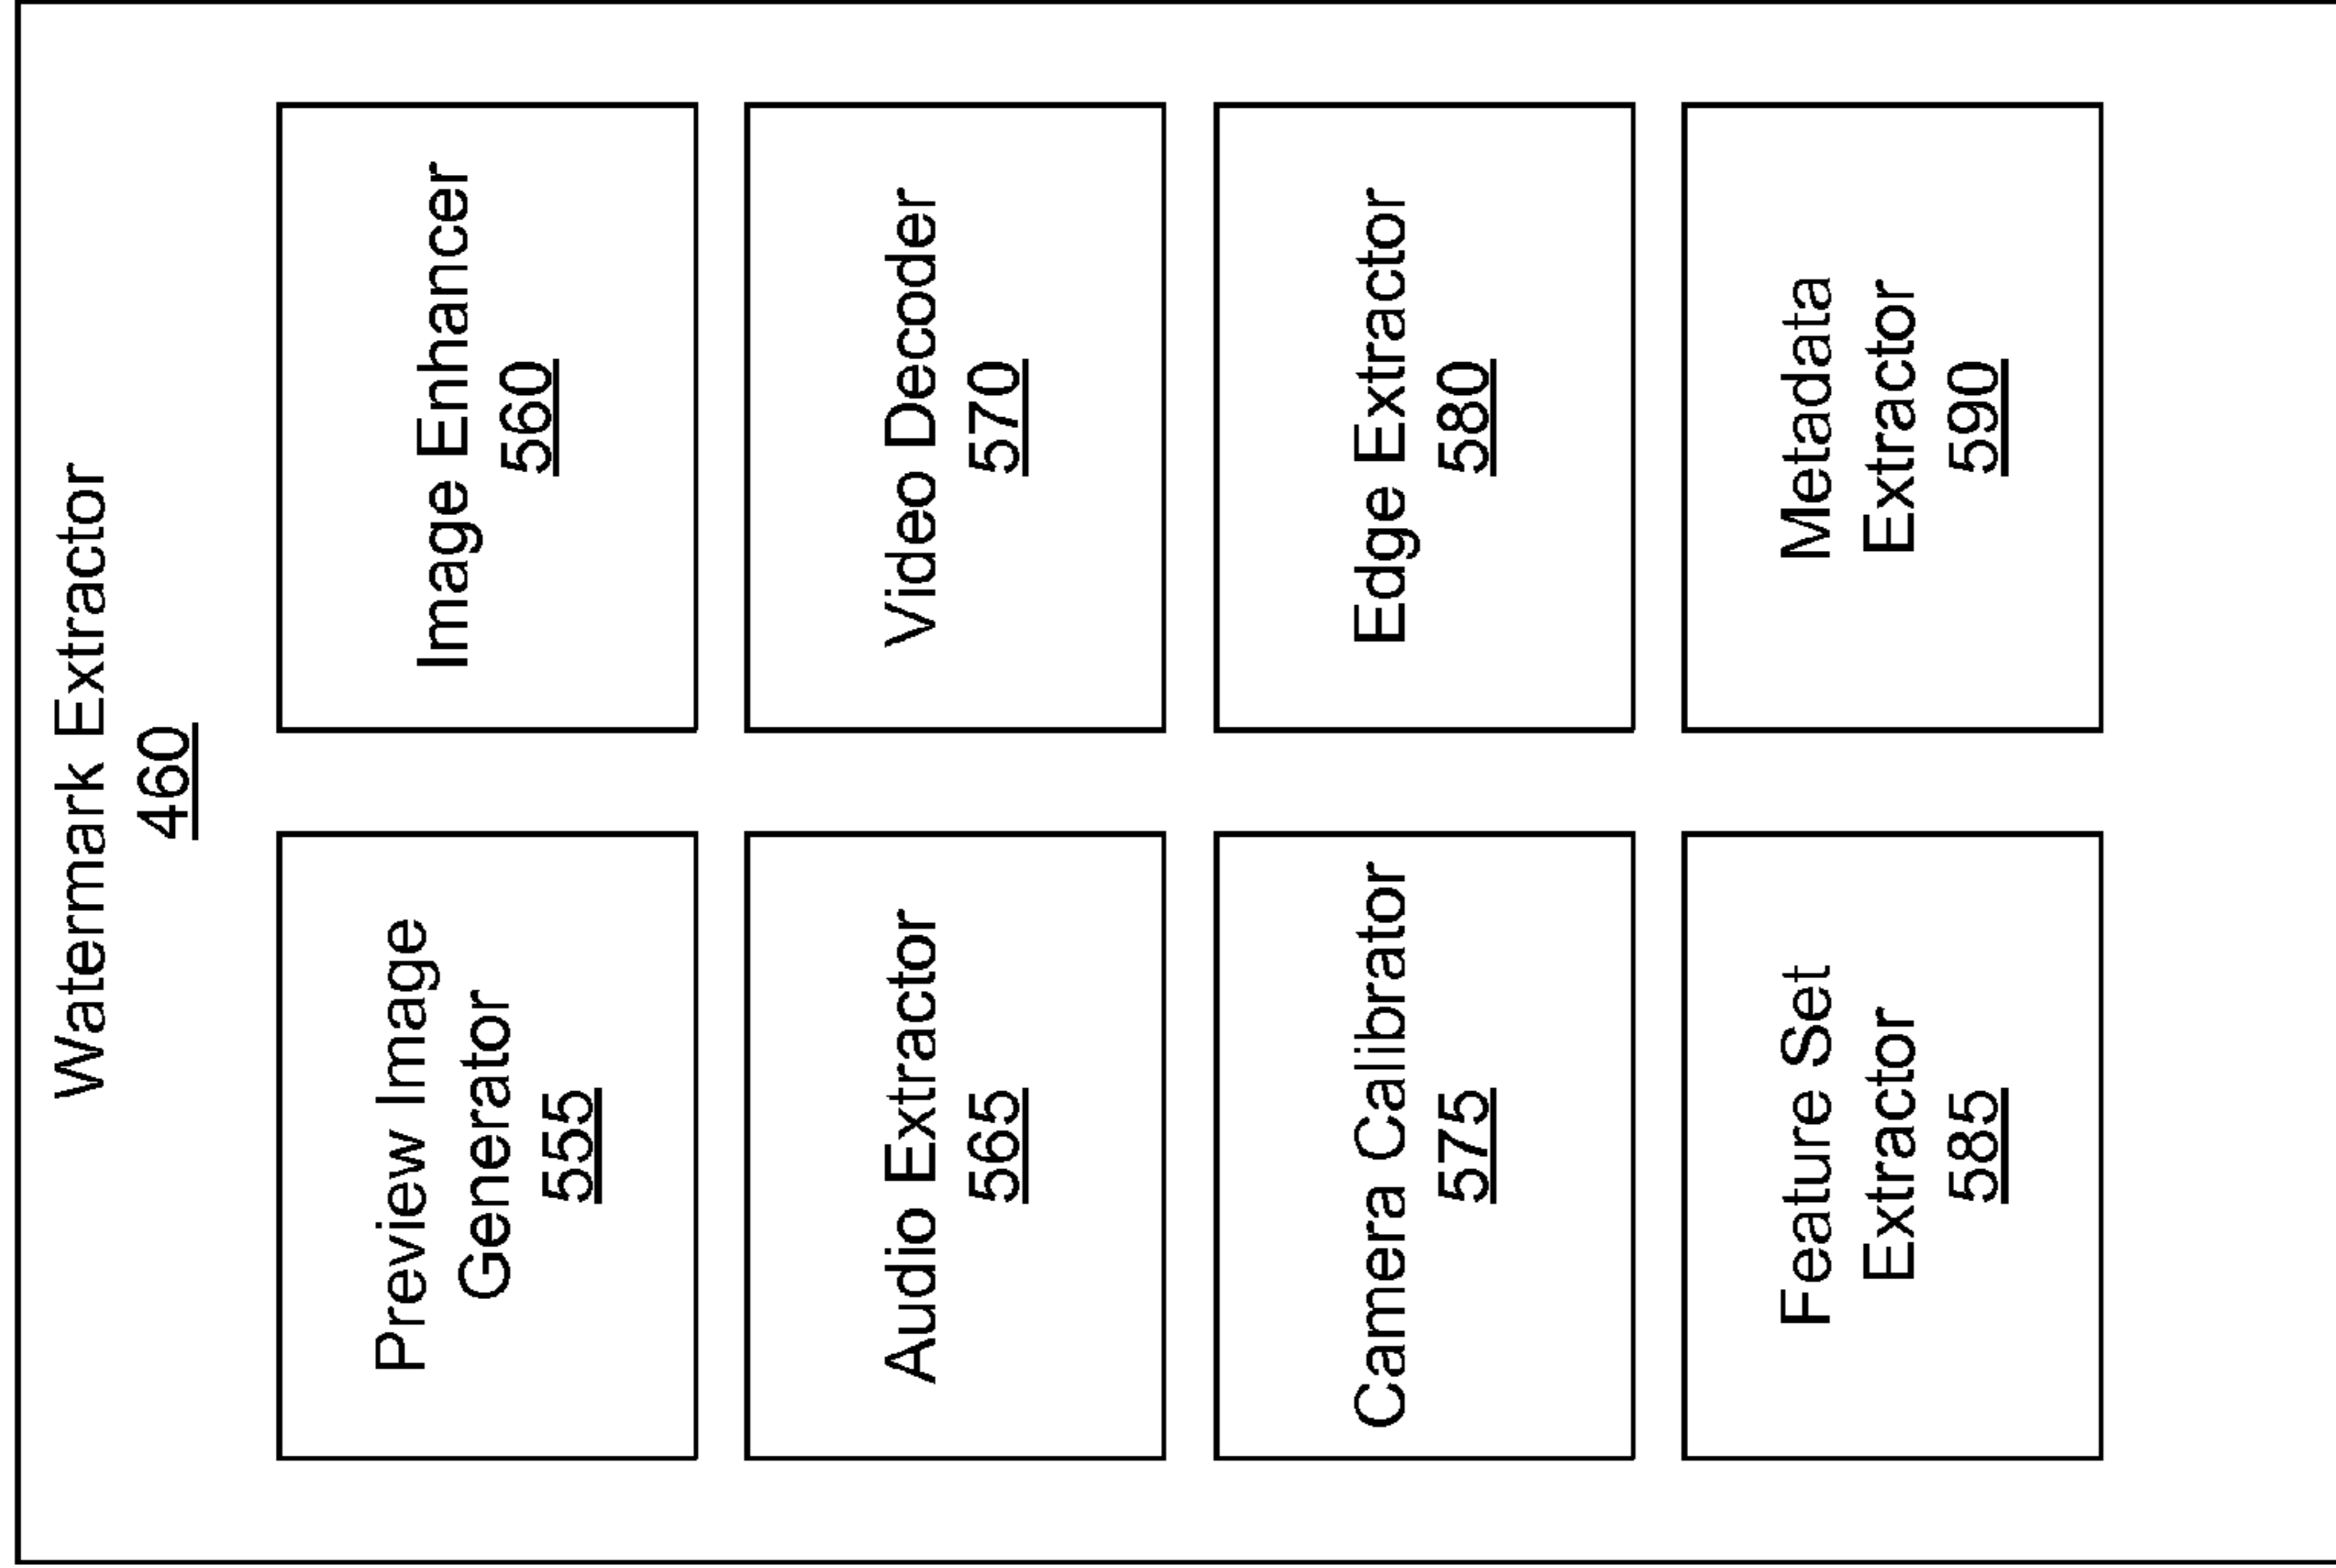 Watermark Extractor
460
Preview Image
Generator
555
Image Enhancer
560
Audio Extractor
565
Video Decoder
570
Camera Calibrator
575
Edge Extractor
580
Feature Set
Extractor
585
Metadata
Extractor
590